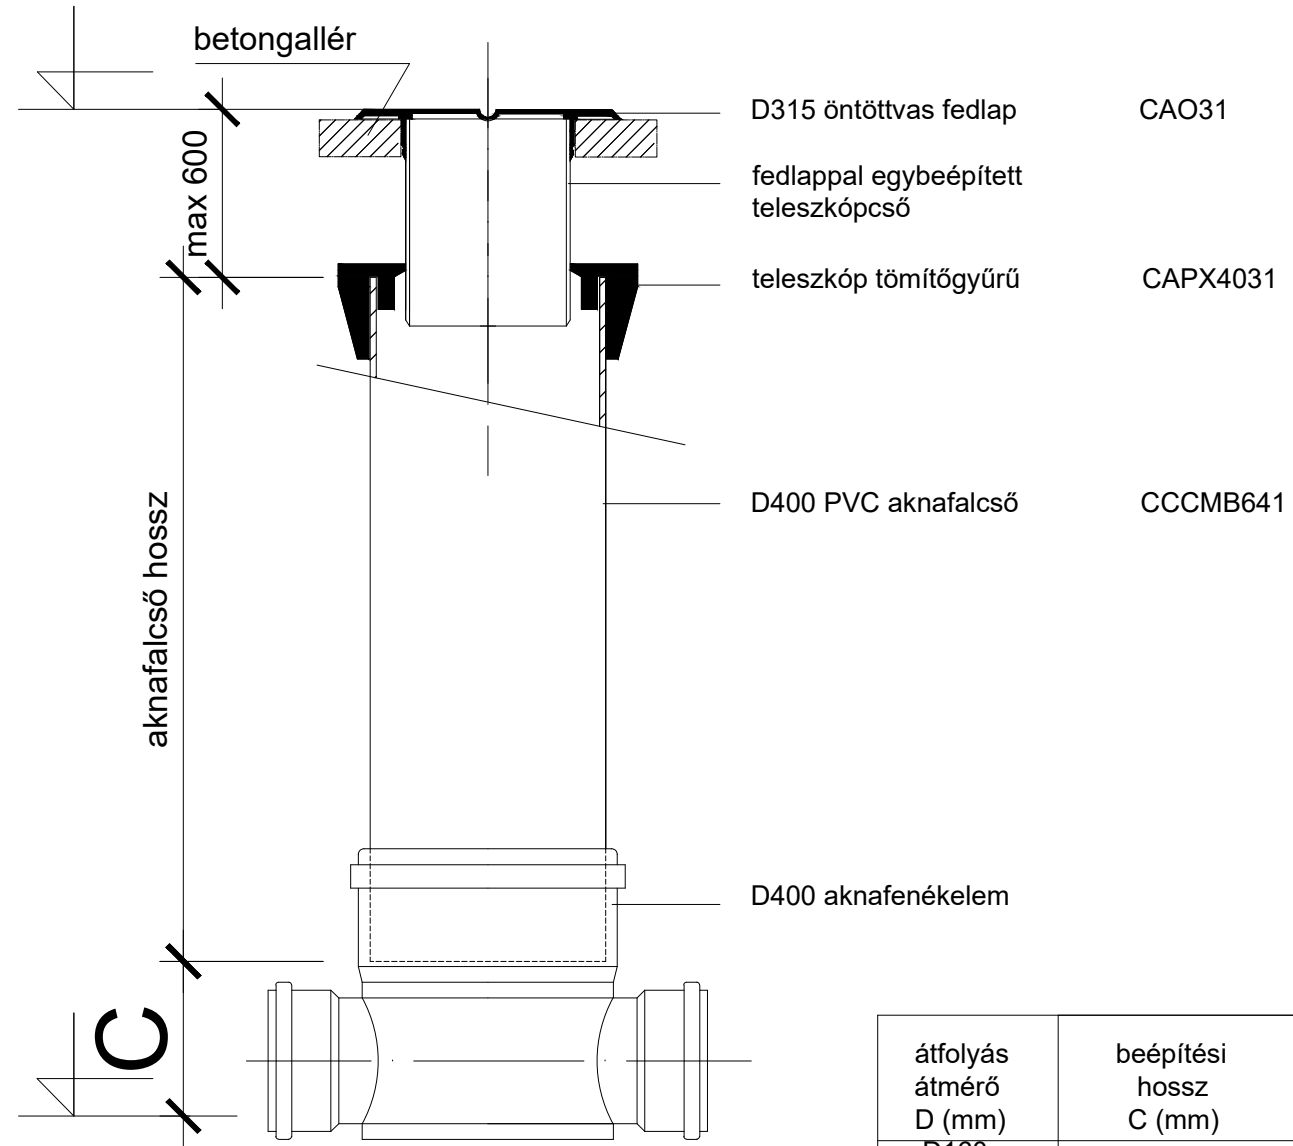 betongallér
D315 öntöttvas fedlap CAO31
max 600
fedlappal egybeépített
teleszkópcső
teleszkóp tömítőgyűrű CAPX4031
aknafalcső hossz
D400 PVC aknafalcső CCCMB641
D400 aknafenékelem
C
átfolyás
átmérő
D (mm)
beépítési
hossz
C (mm)